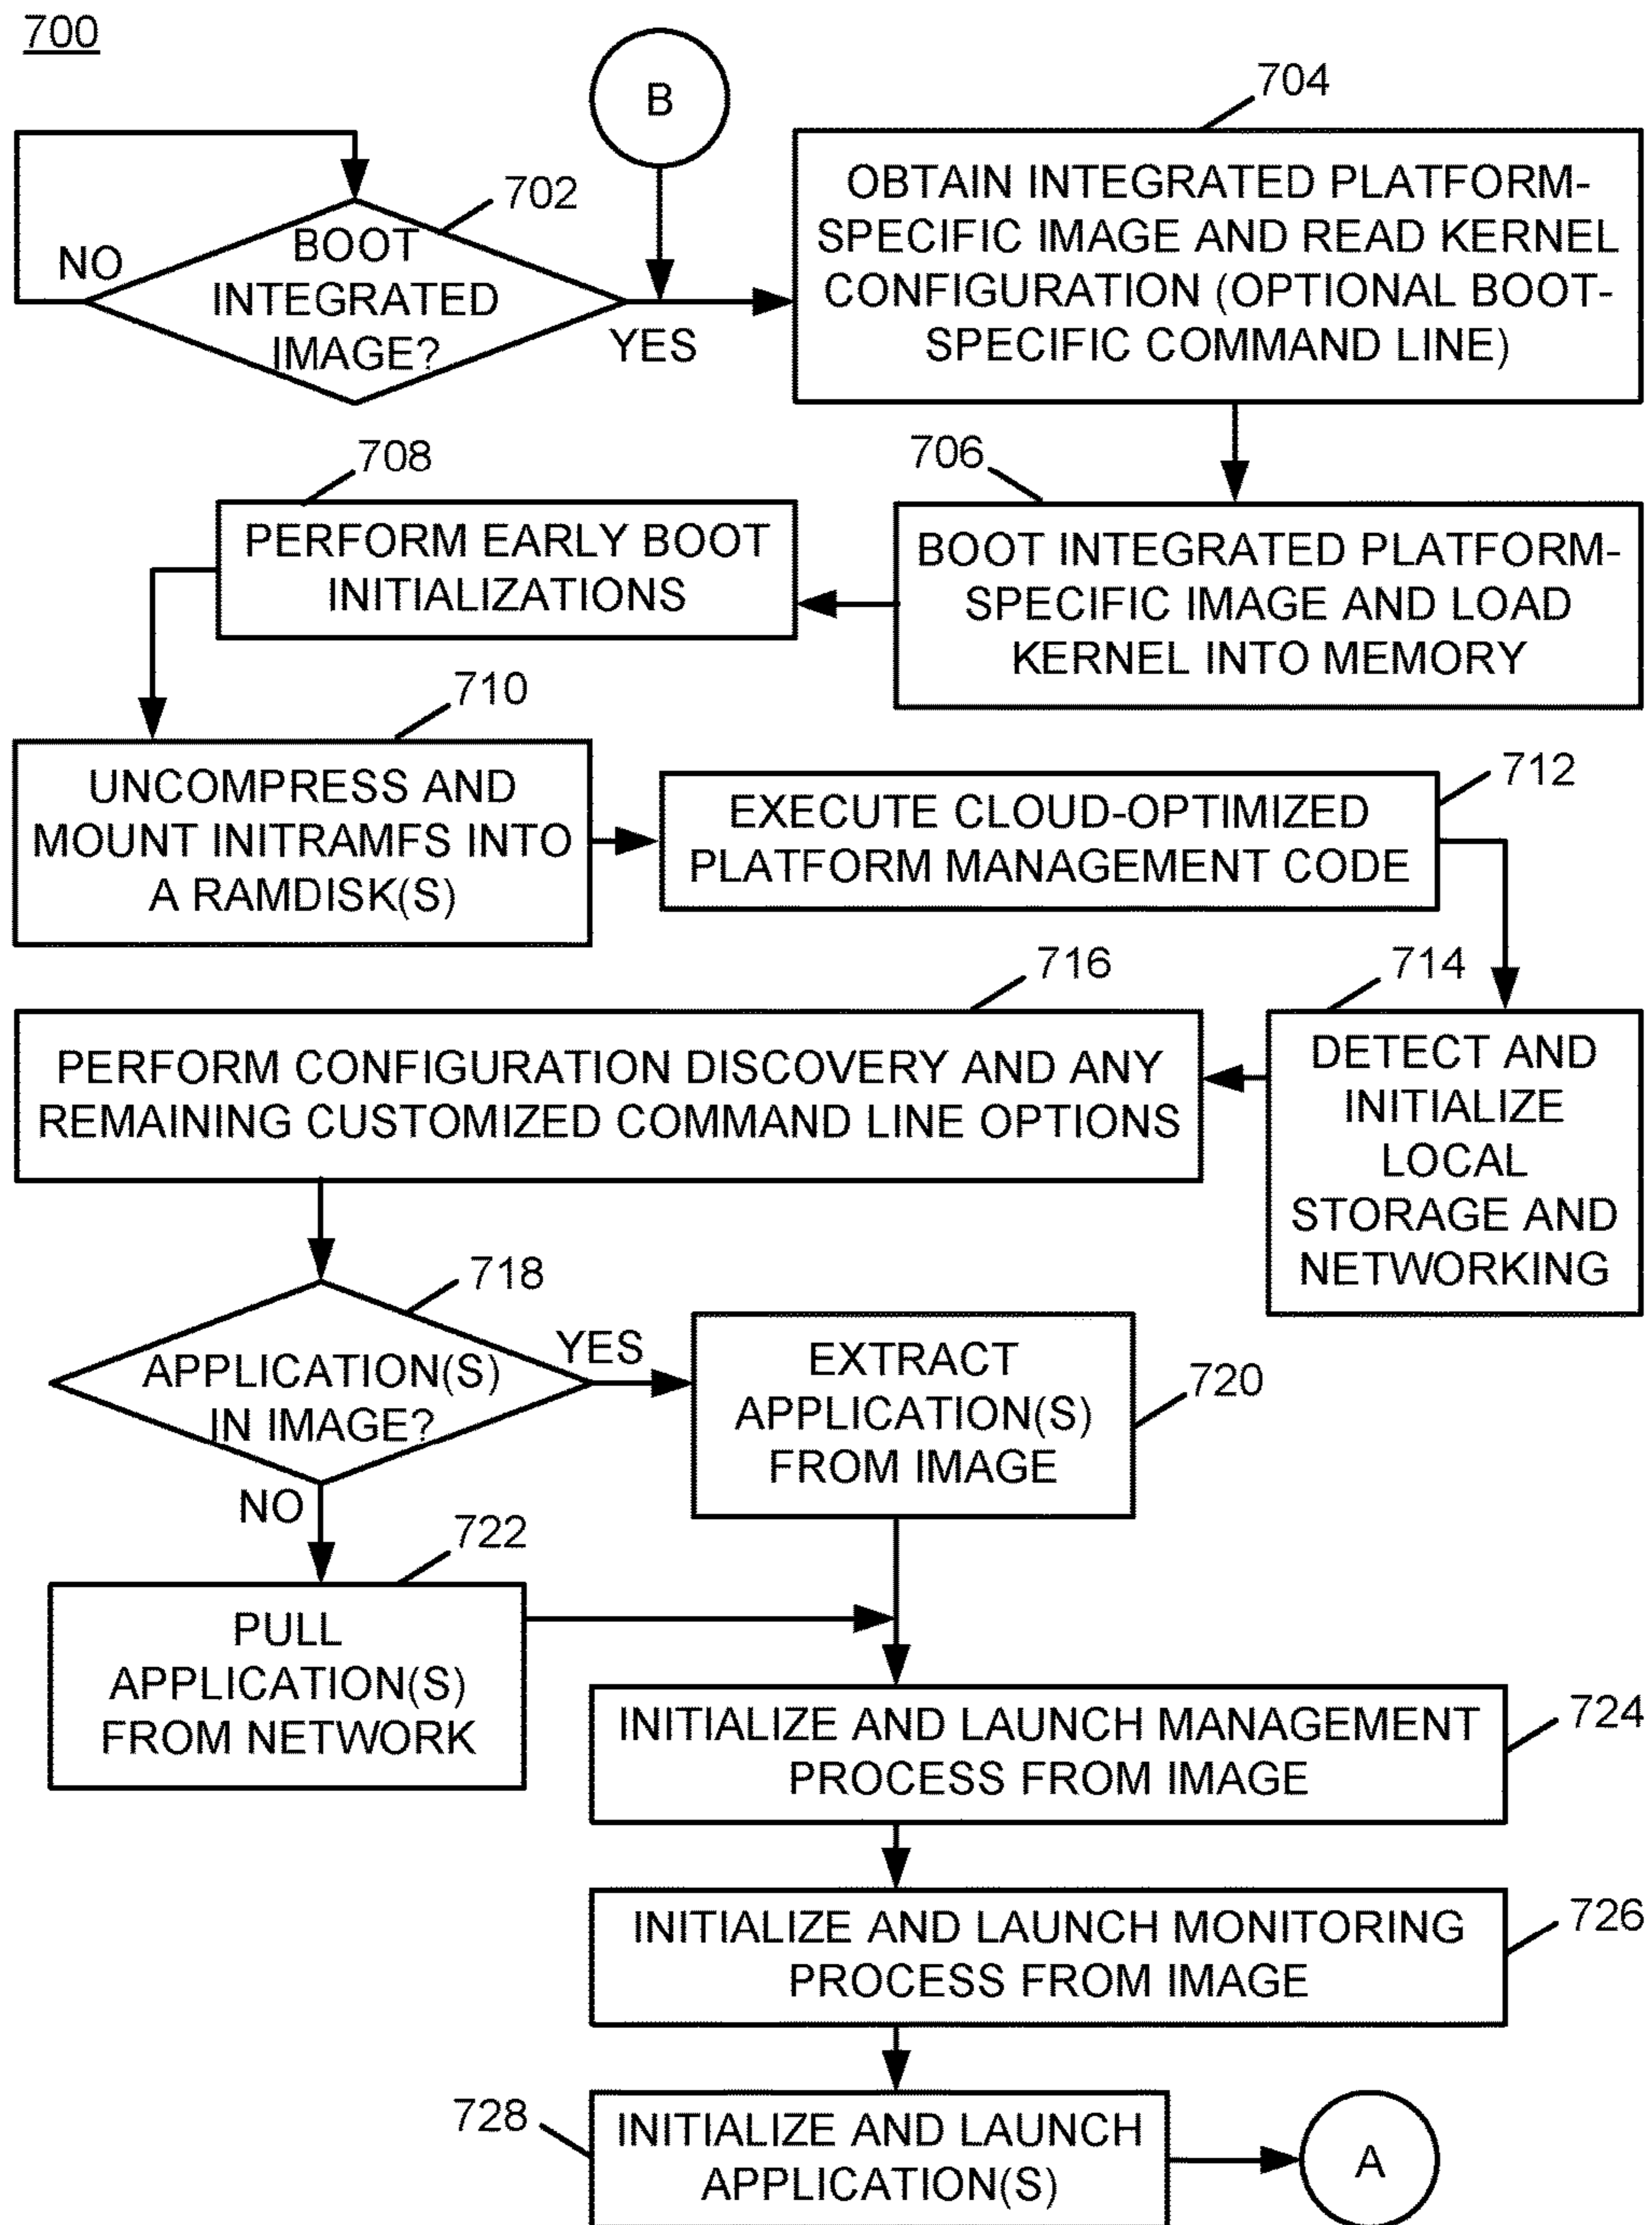 700
B
704
702
BOOT
INTEGRATED
IMAGE?
NO
YES
OBTAIN INTEGRATED PLATFORM-
SPECIFIC IMAGE AND READ KERNEL
CONFIGURATION (OPTIONAL BOOT-
SPECIFIC COMMAND LINE)
706
BOOT INTEGRATED PLATFORM-
SPECIFIC IMAGE AND LOAD
KERNEL INTO MEMORY
708
PERFORM EARLY BOOT
INITIALIZATIONS
710
UNCOMPRESS AND
MOUNT INITRAMFS INTO
A RAMDISK(S)
712
EXECUTE CLOUD-OPTIMIZED
PLATFORM MANAGEMENT CODE
714
DETECT AND
INITIALIZE
LOCAL
STORAGE AND
NETWORKING
716
PERFORM CONFIGURATION DISCOVERY AND ANY
REMAINING CUSTOMIZED COMMAND LINE OPTIONS
718
APPLICATION(S)
IN IMAGE?
YES
NO
720
EXTRACT
APPLICATION(S)
FROM IMAGE
722
PULL
APPLICATION(S)
FROM NETWORK
724
INITIALIZE AND LAUNCH MANAGEMENT
PROCESS FROM IMAGE
726
INITIALIZE AND LAUNCH MONITORING
PROCESS FROM IMAGE
728
INITIALIZE AND LAUNCH
APPLICATION(S)
A